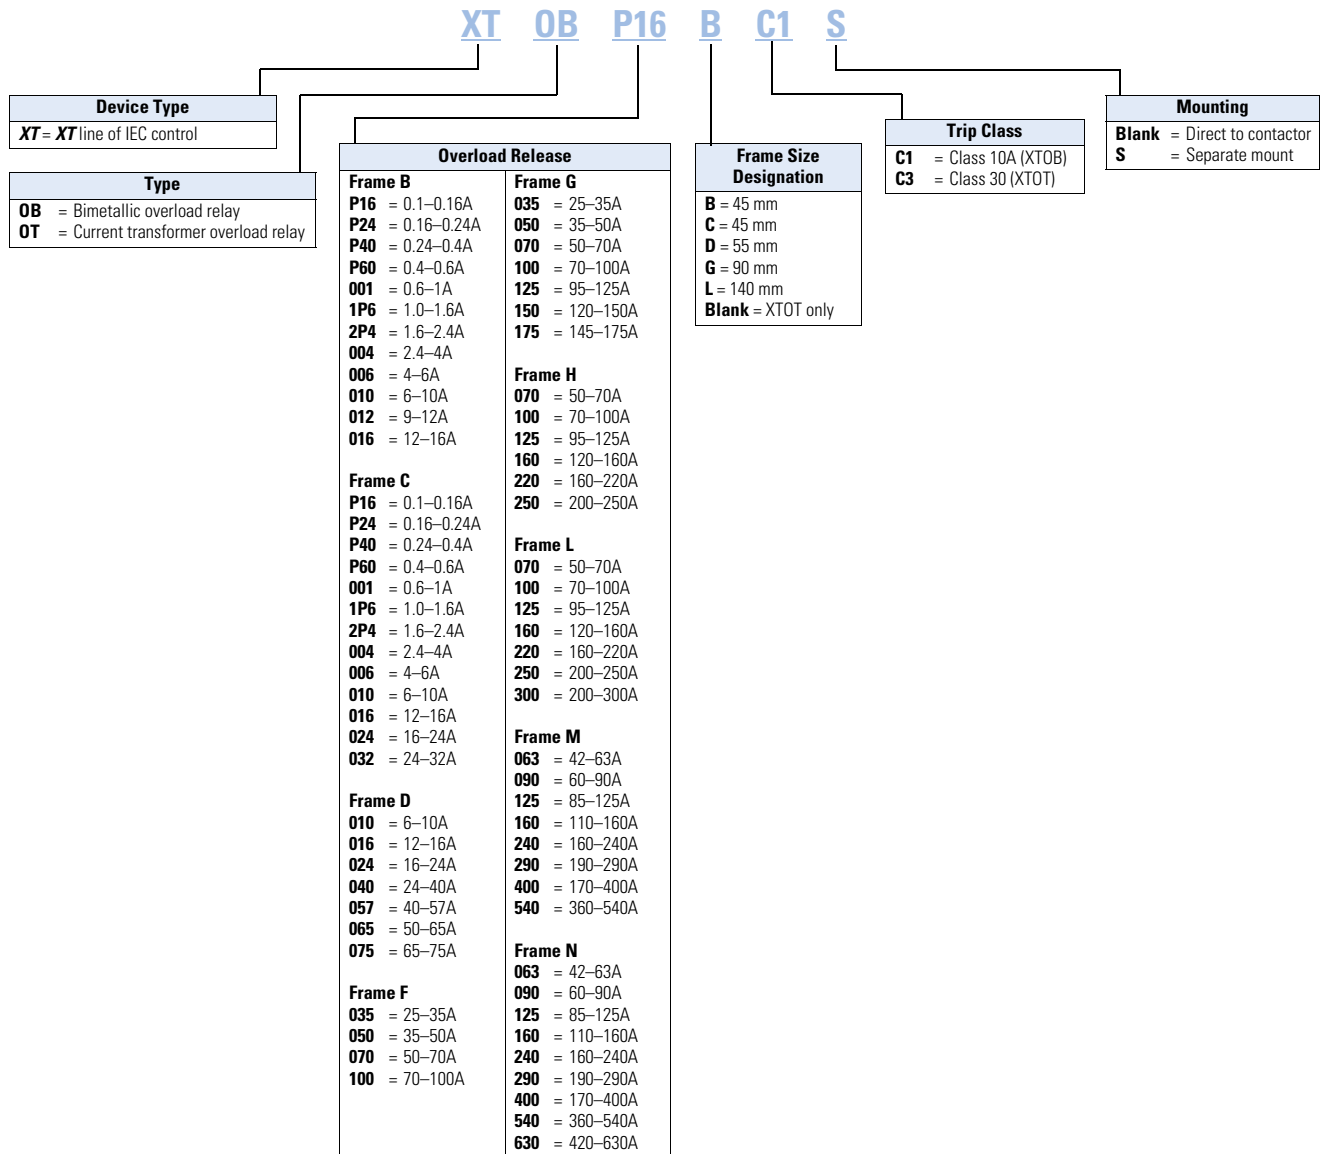 XT OB P16 B C1 S
Device Type
XT = XT line of IEC control
Type
OB = Bimetallic overload relay
OT = Current transformer overload relay
Overload Release
Frame B
P16 = 0.1–0.16A
P24 = 0.16–0.24A
P40 = 0.24–0.4A
P60 = 0.4–0.6A
001 = 0.6–1A
1P6 = 1.0–1.6A
2P4 = 1.6–2.4A
004 = 2.4–4A
006 = 4–6A
010 = 6–10A
012 = 9–12A
016 = 12–16A
Frame C
P16 = 0.1–0.16A
P24 = 0.16–0.24A
P40 = 0.24–0.4A
P60 = 0.4–0.6A
001 = 0.6–1A
1P6 = 1.0–1.6A
2P4 = 1.6–2.4A
004 = 2.4–4A
006 = 4–6A
010 = 6–10A
016 = 12–16A
024 = 16–24A
032 = 24–32A
Frame D
010 = 6–10A
016 = 12–16A
024 = 16–24A
040 = 24–40A
057 = 40–57A
065 = 50–65A
075 = 65–75A
Frame F
035 = 25–35A
050 = 35–50A
070 = 50–70A
100 = 70–100A
Frame G
035 = 25–35A
050 = 35–50A
070 = 50–70A
100 = 70–100A
125 = 95–125A
150 = 120–150A
175 = 145–175A
Frame H
070 = 50–70A
100 = 70–100A
125 = 95–125A
160 = 120–160A
220 = 160–220A
250 = 200–250A
Frame L
070 = 50–70A
100 = 70–100A
125 = 95–125A
160 = 120–160A
220 = 160–220A
250 = 200–250A
300 = 200–300A
Frame M
063 = 42–63A
090 = 60–90A
125 = 85–125A
160 = 110–160A
240 = 160–240A
290 = 190–290A
400 = 170–400A
540 = 360–540A
Frame N
063 = 42–63A
090 = 60–90A
125 = 85–125A
160 = 110–160A
240 = 160–240A
290 = 190–290A
400 = 170–400A
540 = 360–540A
630 = 420–630A
Frame Size
Designation
B = 45 mm
C = 45 mm
D = 55 mm
G = 90 mm
L = 140 mm
Blank = XTOT only
Trip Class
C1 = Class 10A (XTOB)
C3 = Class 30 (XTOT)
Mounting
Blank = Direct to contactor
S = Separate mount